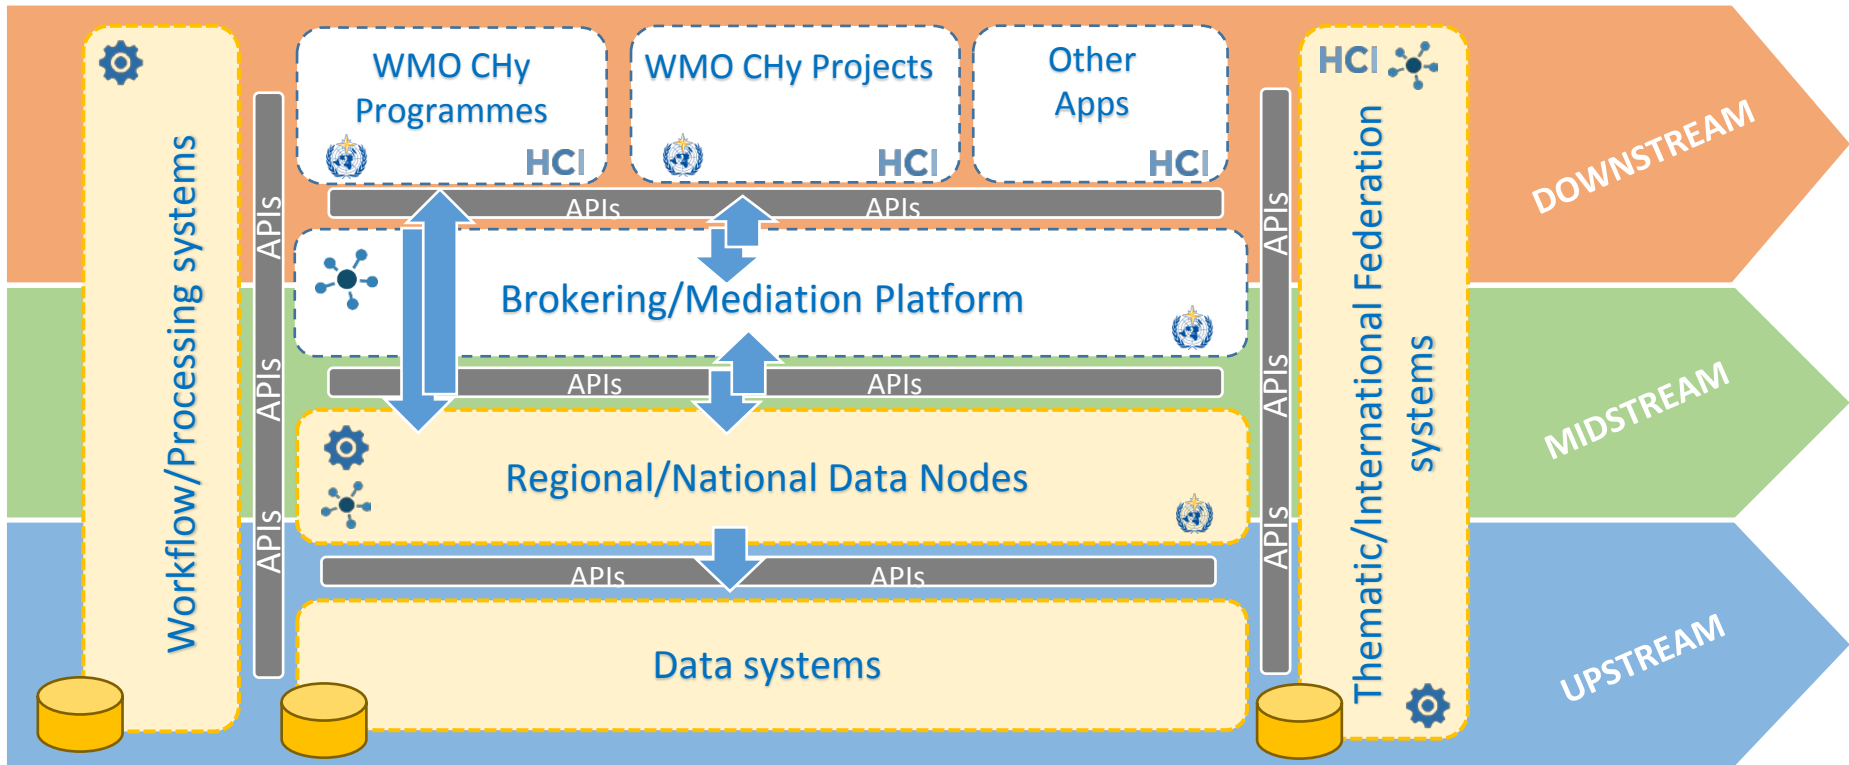 WMO CHy
Programmes
HCI
WMO CHy Projects
HCI
Other
Apps
HCI
HCI
APIs
APIs
Brokering/Mediation Platform
APIs
APIs
Regional/National Data Nodes
APIs
APIs
Data systems
Workflow/Processing systems
APIs
APIs
APIs
APIs
APIs
APIs
Thematic/International Federation
systems
DOWNSTREAM
MIDSTREAM
UPSTREAM